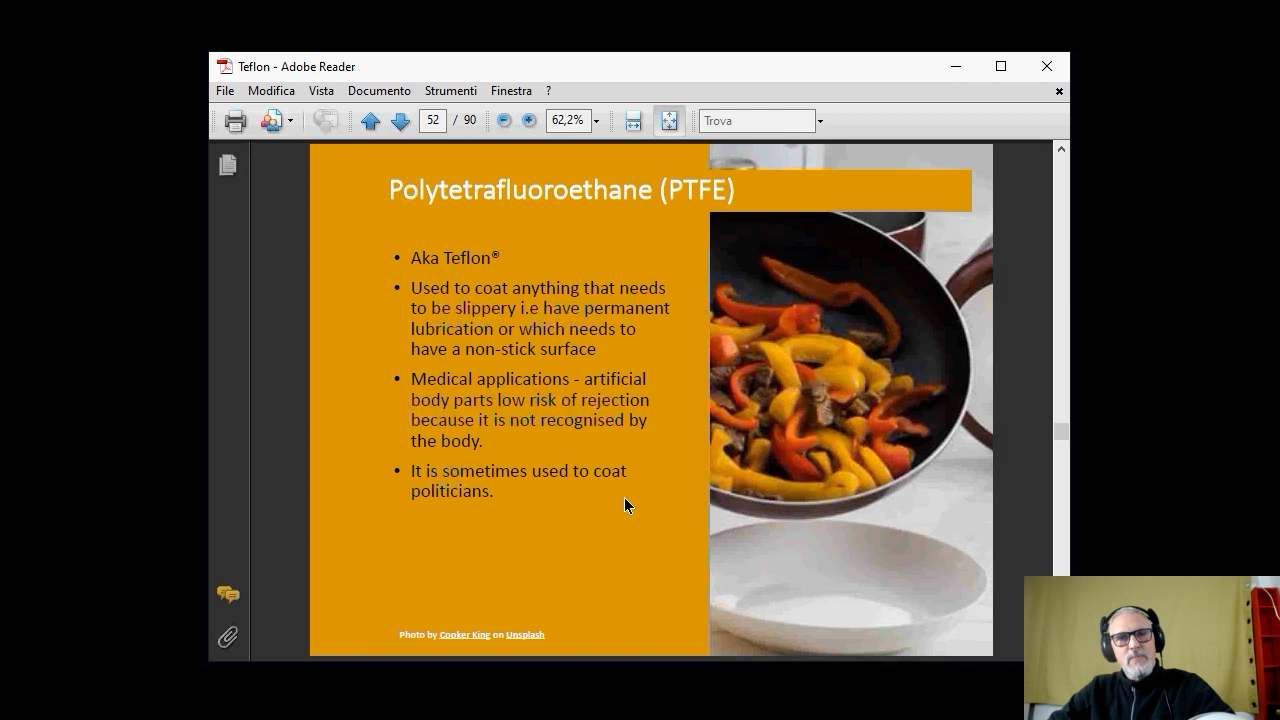 Teflon - Adobe Reader
File Modifica Vista Documento Strumenti Finestra ?
52 / 90 62,2% Trova
Polytetrafluoroethane (PTFE)
• Aka Teflon®
• Used to coat anything that needs
to be slippery i.e have permanent
lubrication or which needs to
have a non-stick surface
• Medical applications - artificial
body parts low risk of rejection
because it is not recognised by
the body.
• It is sometimes used to coat
politicians.
Photo by Cooker King on Unsplash